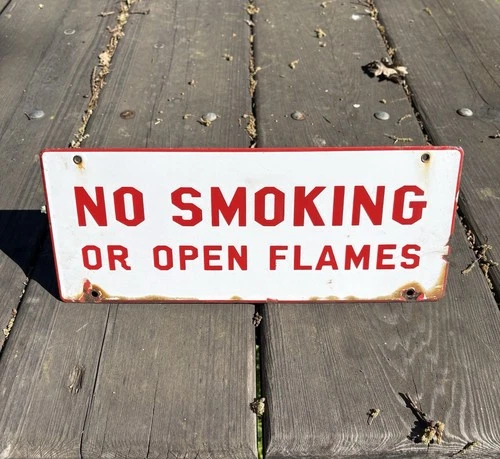 NO SMOKING
OR OPEN FLAMES